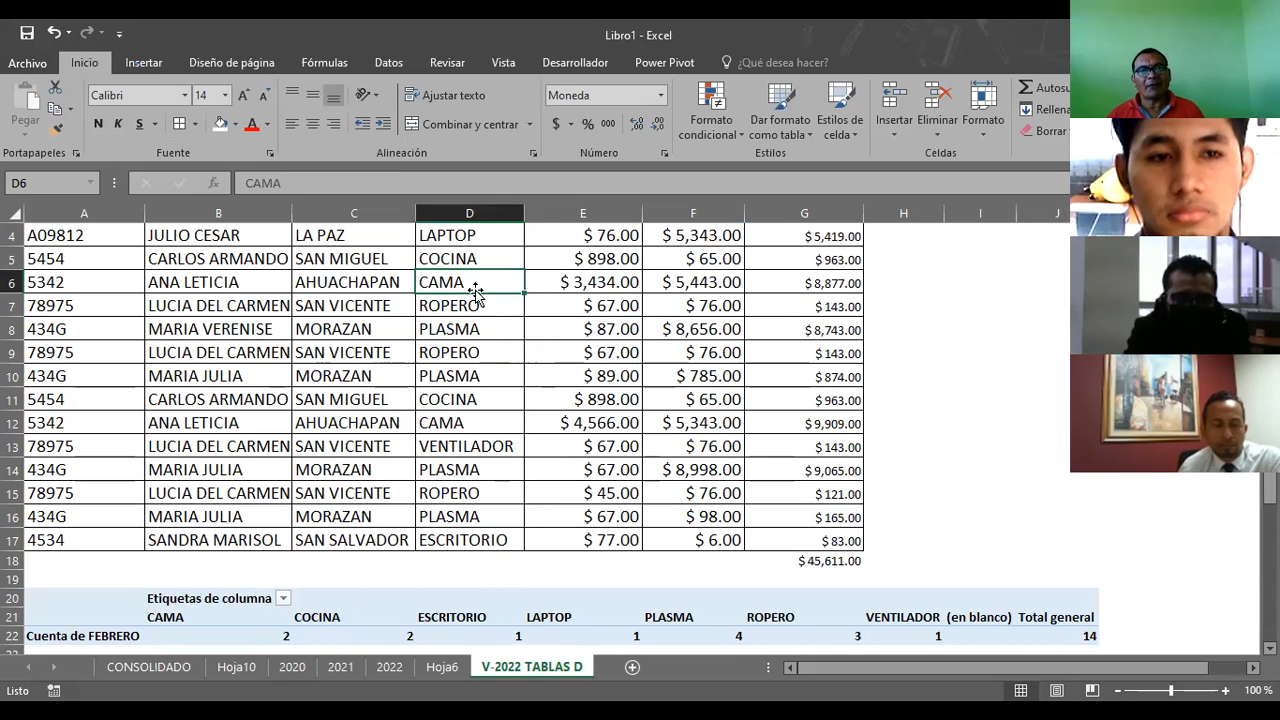 Libro1 - Excel
Archivo Inicio Insertar Diseño de página Fórmulas Datos Revisar Vista Desarrollador Power Pivot ¿Qué desea hacer?
Pegar
Calibri 14 A A
N K S
Ajustar texto
Combinar y centrar
Moneda
$ % 000
Formato condicional
Dar formato como tabla
Estilos de celda
Insertar Eliminar Formato
Autosu
Rellena
Borrar
Portapapeles Fuente Alineación Número Estilos Celdas
D6 fx CAMA
A B C D E F G H I J
4 A09812 JULIO CESAR LA PAZ LAPTOP $ 76.00 $ 5,343.00 $ 5,419.00
5 5454 CARLOS ARMANDO SAN MIGUEL COCINA $ 898.00 $ 65.00 $ 963.00
6 5342 ANA LETICIA AHUACHAPAN CAMA $ 3,434.00 $ 5,443.00 $ 8,877.00
7 78975 LUCIA DEL CARMEN SAN VICENTE ROPERO $ 67.00 $ 76.00 $ 143.00
8 434G MARIA VERENISE MORAZAN PLASMA $ 87.00 $ 8,656.00 $ 8,743.00
9 78975 LUCIA DEL CARMEN SAN VICENTE ROPERO $ 67.00 $ 76.00 $ 143.00
10 434G MARIA JULIA MORAZAN PLASMA $ 89.00 $ 785.00 $ 874.00
11 5454 CARLOS ARMANDO SAN MIGUEL COCINA $ 898.00 $ 65.00 $ 963.00
12 5342 ANA LETICIA AHUACHAPAN CAMA $ 4,566.00 $ 5,343.00 $ 9,909.00
13 78975 LUCIA DEL CARMEN SAN VICENTE VENTILADOR $ 67.00 $ 76.00 $ 143.00
14 434G MARIA JULIA MORAZAN PLASMA $ 67.00 $ 8,998.00 $ 9,065.00
15 78975 LUCIA DEL CARMEN SAN VICENTE ROPERO $ 45.00 $ 76.00 $ 121.00
16 434G MARIA JULIA MORAZAN PLASMA $ 67.00 $ 98.00 $ 165.00
17 4534 SANDRA MARISOL SAN SALVADOR ESCRITORIO $ 77.00 $ 6.00 $ 83.00
18 $ 45,611.00
19
20 Etiquetas de columna
21 CAMA COCINA ESCRITORIO LAPTOP PLASMA ROPERO VENTILADOR (en blanco) Total general
22 Cuenta de FEBRERO 2 2 1 1 4 3 1 14
CONSOLIDADO Hoja10 2020 2021 2022 Hoja6 V-2022 TABLAS D
Listo 100 %